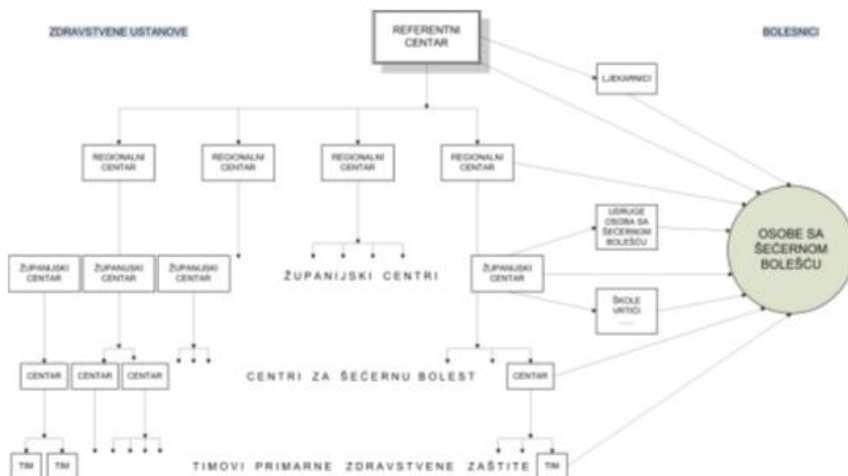 ZDRAVSTVENE USTANOVE
REFERENTNI
CENTAR
BOLESNICI
LJEKARNICI
REGIONALNI
CENTAR
REGIONALNI
CENTAR
REGIONALNI
CENTAR
REGIONALNI
CENTAR
UDRUGE
OSOBA SA
ŠEĆERNOM
BOLEŠĆU
OSOBE SA
ŠEĆERNOM
BOLEŠĆU
ŽUPANIJSKI
CENTAR
ŽUPANIJSKI
CENTAR
ŽUPANIJSKI
CENTAR
ŽUPANIJSKI CENTRI
ŽUPANIJSKI
CENTAR
ŠKOLE
VRTIĆI
......
CENTAR
CENTAR
CENTAR
CENTRI ZA ŠEĆERNU BOLEST
CENTAR
TIM
TIM
TIMOVI PRIMARNE ZDRAVSTVENE ZAŠTITE
TIM